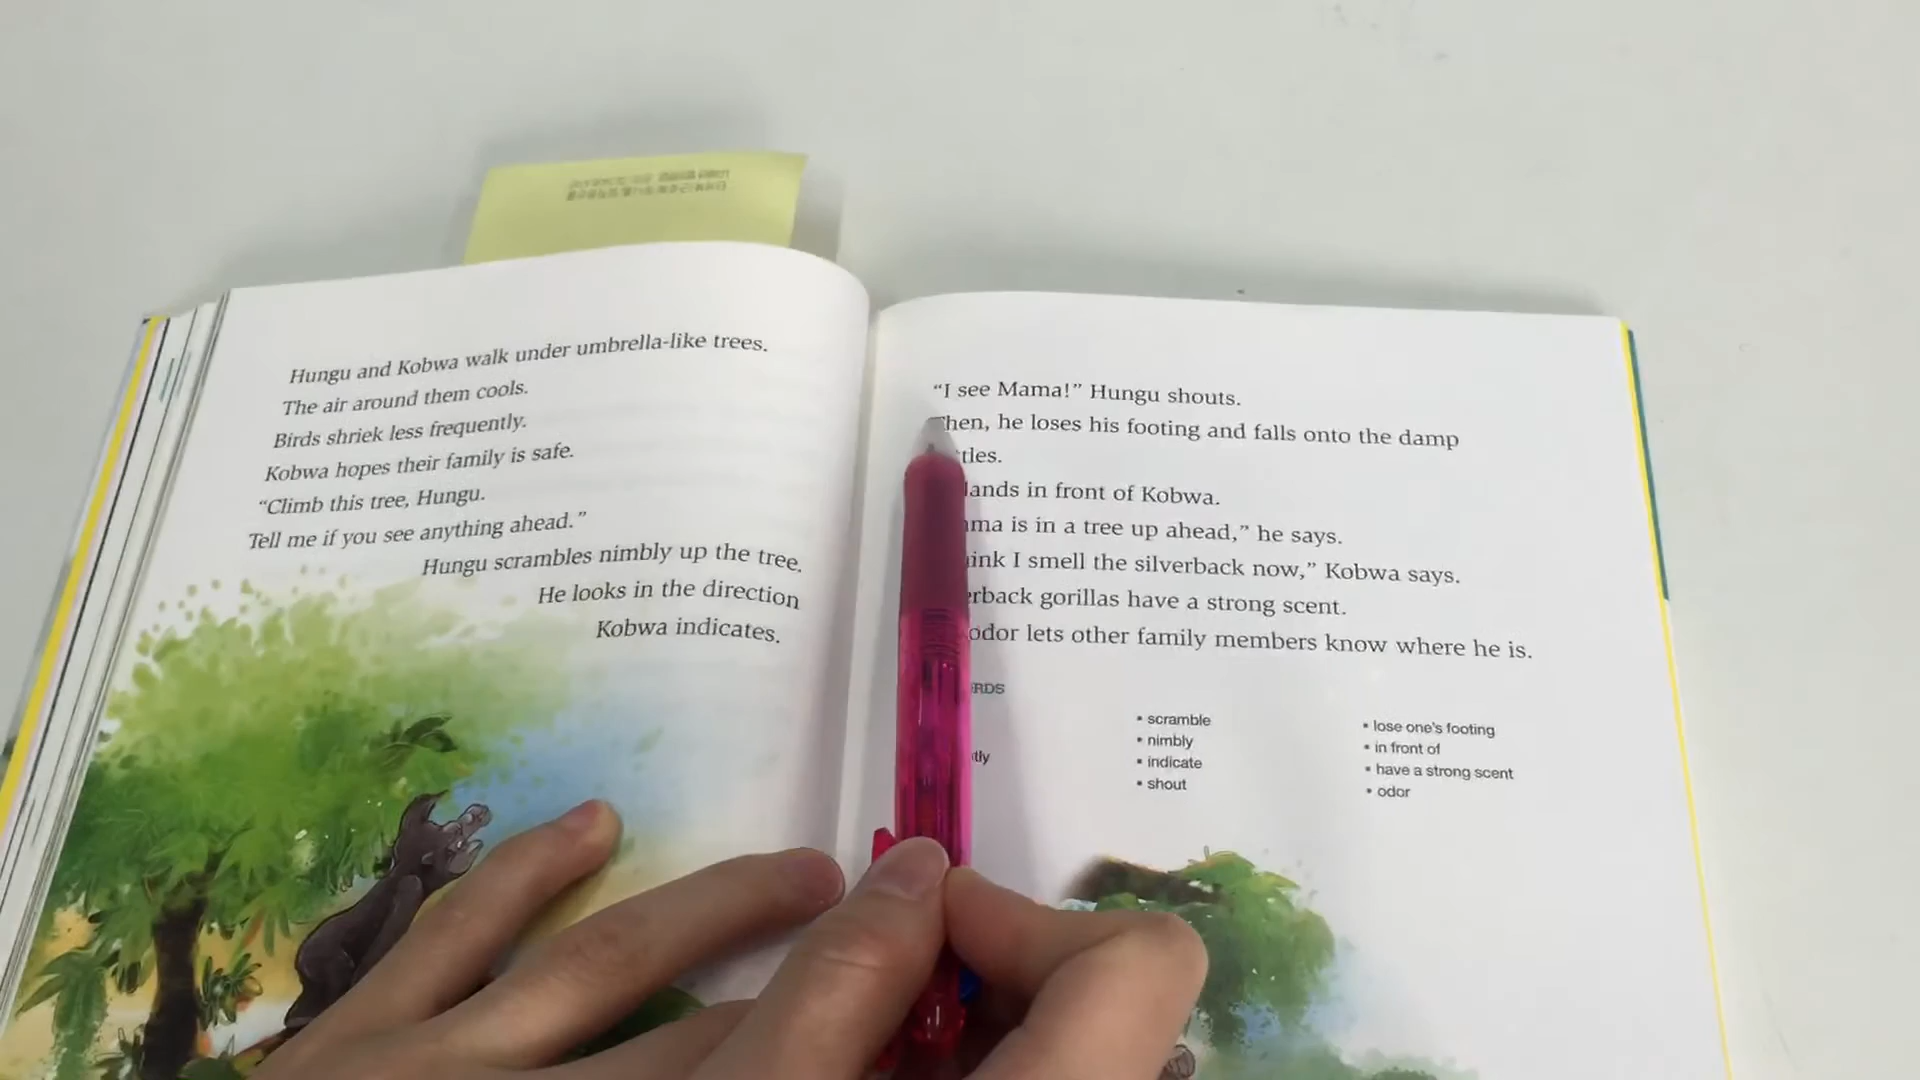 Hungu and Kobwa walk under umbrella-like trees.
The air around them cools.
Birds shriek less frequently.
Kobwa hopes their family is safe.
“Climb this tree, Hungu.
Tell me if you see anything ahead.”
Hungu scrambles nimbly up the tree.
He looks in the direction
Kobwa indicates.
“I see Mama!” Hungu shouts.
Then, he loses his footing and falls onto the damp
lands in front of Kobwa.
is in a tree up ahead,” he says.
I smell the silverback now,” Kobwa says.
gorillas have a strong scent.
odor lets other family members know where he is.
• scramble
• nimbly
• indicate
• shout
• lose one's footing
• in front of
• have a strong scent
• odor